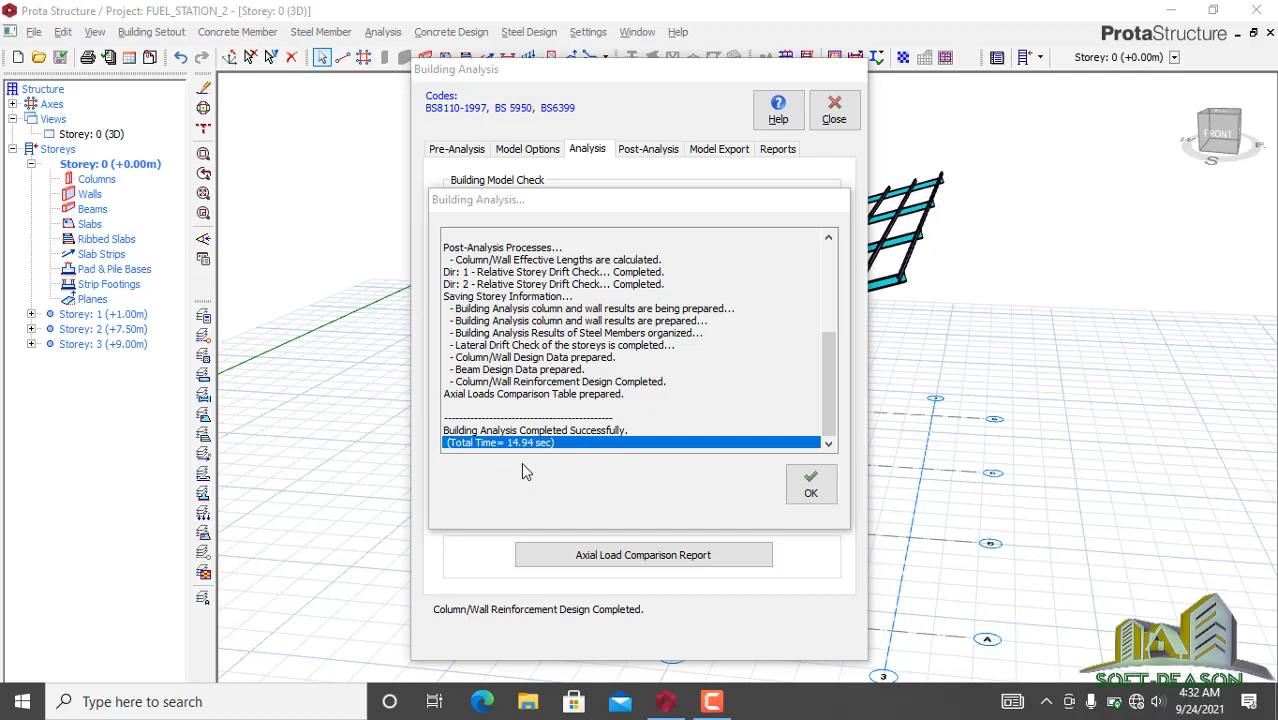 Prota Structure / Project: FUEL_STATION_2 - [Storey: 0 (3D)]
File Edit View Building Setout Concrete Member Steel Member Analysis Concrete Design Steel Design Settings Window Help
ProtaStructure
Storey: 0 (+0.00m)
Structure
Axes
Views
Storey: 0 (3D)
Storeys
Storey: 0 (+0.00m)
Columns
Walls
Beams
Slabs
Ribbed Slabs
Slab Strips
Pad & Pile Bases
Strip Footings
Planes
Storey: 1 (+1.00m)
Storey: 2 (+7.50m)
Storey: 3 (+9.00m)
Building Analysis
Codes:
BS8110-1997, BS 5950, BS6399
Help
Close
Pre-Analysis Model Options Analysis Post-Analysis Model Export Reports
Building Model Check
Building Analysis...
Post-Analysis Processes...
- Column/Wall Effective Lengths are calculated.
Dir: 1 - Relative Storey Drift Check... Completed.
Dir: 2 - Relative Storey Drift Check... Completed.
Saving Storey Information...
- Building Analysis column and wall results are being prepared...
- Building Analysis column and wall results are prepared...
- Building Analysis Results of Steel Members organized...
- Lateral Drift Check of the storeys is completed...
- Column/Wall Design Data prepared.
- Beam Design Data prepared.
- Column/Wall Reinforcement Design Completed.
Axial Loads Comparison Table prepared.
----------------------------------------
Building Analysis Completed Successfully.
(Total Time= 14.94 sec)
OK
Axial Load Comparison Report
Column/Wall Reinforcement Design Completed.
FRONT
S
E
B
A
3
SOFT-REASON
Type here to search
4:32 AM
9/24/2021